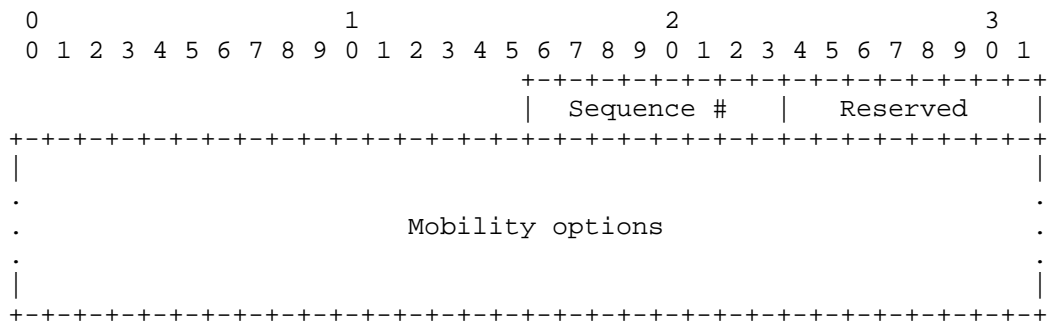 0                   1                   2                   3
 0 1 2 3 4 5 6 7 8 9 0 1 2 3 4 5 6 7 8 9 0 1 2 3 4 5 6 7 8 9 0 1
                                +-+-+-+-+-+-+-+-+-+-+-+-+-+-+-+-+
                                |  Sequence #   |   Reserved    |
+-+-+-+-+-+-+-+-+-+-+-+-+-+-+-+-+-+-+-+-+-+-+-+-+-+-+-+-+-+-+-+-+
|                                                               |
.                                                               .
.                        Mobility options                       .
.                                                               .
|                                                               |
+-+-+-+-+-+-+-+-+-+-+-+-+-+-+-+-+-+-+-+-+-+-+-+-+-+-+-+-+-+-+-+-+